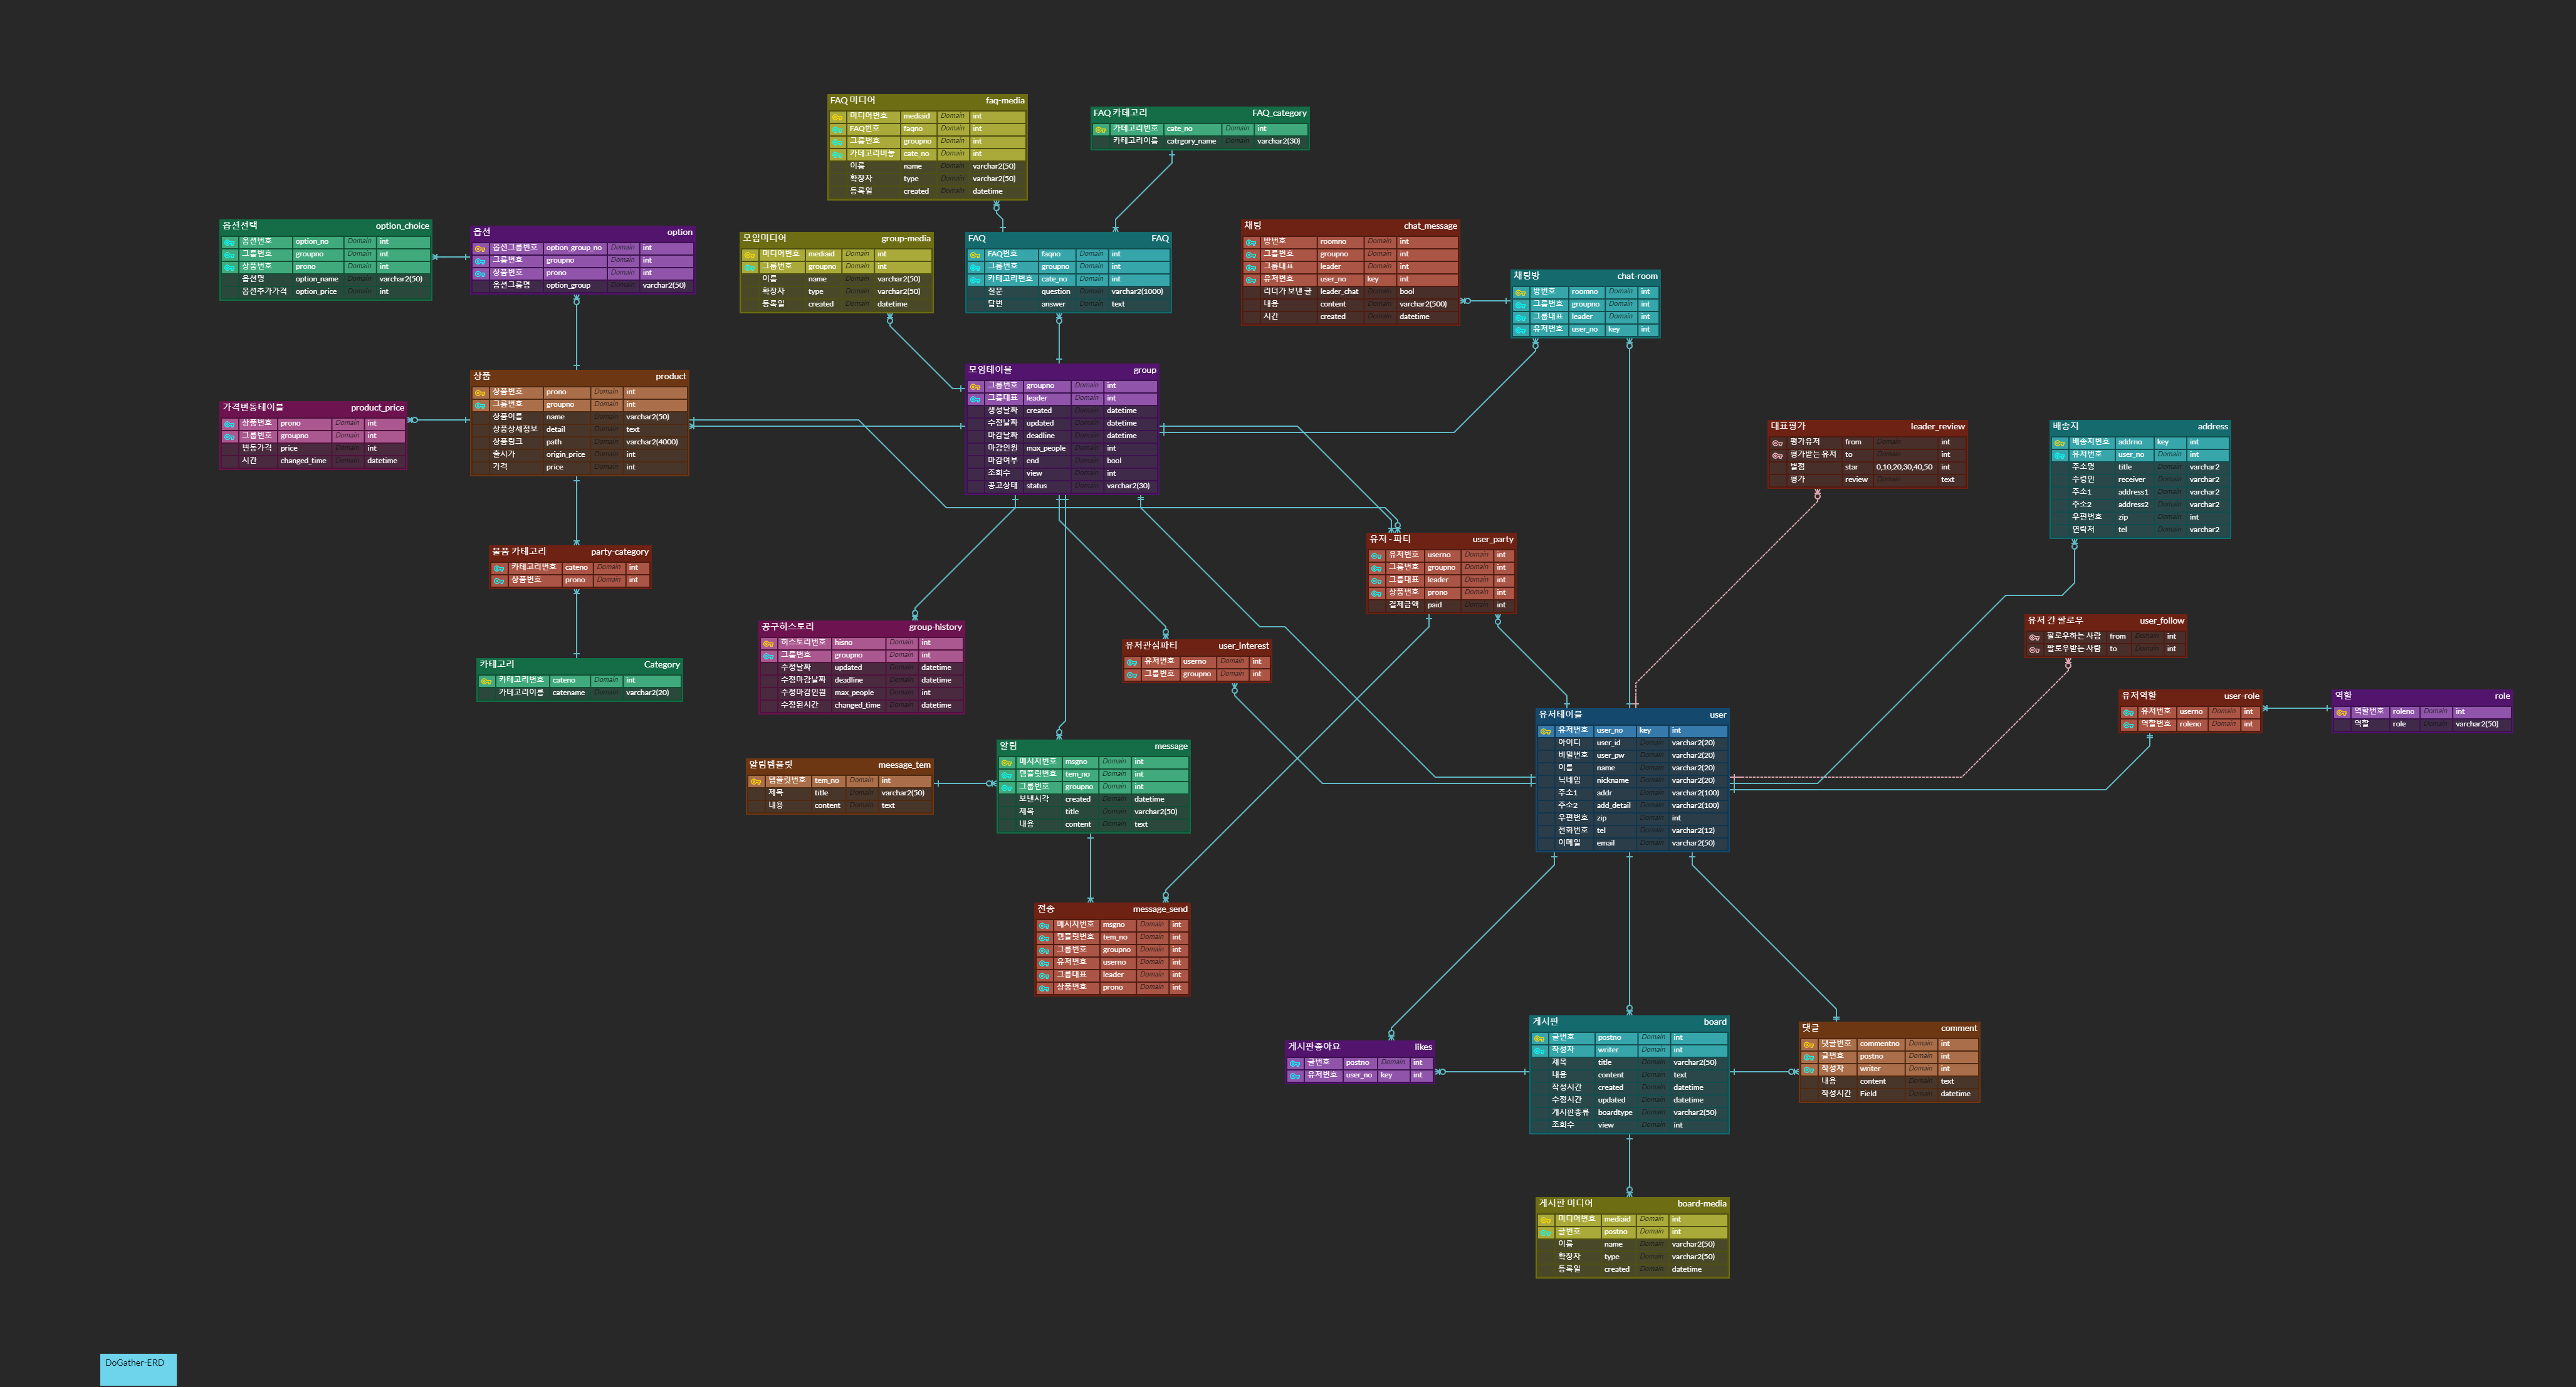 FAQ 미디어 faq-media
미디어번호 mediaid Domain int
FAQ번호 faqno Domain int
그룹번호 groupno Domain int
카테고리벼농 cate_no Domain int
이름 name Domain varchar2(50)
확장자 type Domain varchar2(50)
등록일 created Domain datetime
FAQ 카테고리 FAQ_category
카테고리번호 cate_no Domain int
카테고리이름 catrgory_name Domain varchar2(30)
옵션선택 option_choice
옵션번호 option_no Domain int
그룹번호 groupno Domain int
상품번호 prono Domain int
옵션명 option_name Domain varchar2(50)
옵션추가가격 option_price Domain int
옵션 option
옵션그룹번호 option_group_no Domain int
그룹번호 groupno Domain int
상품번호 prono Domain int
옵션그룹명 option_group Domain varchar2(50)
모임미디어 group-media
미디어번호 mediaid Domain int
그룹번호 groupno Domain int
이름 name Domain varchar2(50)
확장자 type Domain varchar2(50)
등록일 created Domain datetime
FAQ FAQ
FAQ번호 faqno Domain int
그룹번호 groupno Domain int
카테고리번호 cate_no Domain int
질문 question Domain varchar2(1000)
답변 answer Domain text
채팅 chat_message
방번호 roomno Domain int
그룹번호 groupno Domain int
그룹대표 leader Domain int
유저번호 user_no key int
리더가 보낸 글 leader_chat Domain bool
내용 content Domain varchar2(500)
시간 created Domain datetime
채팅방 chat-room
방번호 roomno Domain int
그룹번호 groupno Domain int
그룹대표 leader Domain int
유저번호 user_no key int
상품 product
상품번호 prono Domain int
그룹번호 groupno Domain int
상품이름 name Domain varchar2(50)
상품상세정보 detail Domain text
상품링크 path Domain varchar2(4000)
출시가 origin_price Domain int
가격 price Domain int
가격변동테이블 product_price
상품번호 prono Domain int
그룹번호 groupno Domain int
변동가격 price Domain int
시간 changed_time Domain datetime
모임테이블 group
그룹번호 groupno Domain int
그룹대표 leader Domain int
생성날짜 created Domain datetime
수정날짜 updated Domain datetime
마감날짜 deadline Domain datetime
마감인원 max_people Domain int
마감여부 end Domain bool
조회수 view Domain int
공고상태 status Domain varchar2(30)
대표평가 leader_review
평가유저 from Domain int
평가받는 유저 to Domain int
별점 star 0,10,20,30,40,50 int
평가 review Domain text
배송지 address
배송지번호 addrno key int
유저번호 user_no Domain int
주소명 title Domain varchar2
수령인 receiver Domain varchar2
주소1 address1 Domain varchar2
주소2 address2 Domain varchar2
우편번호 zip Domain int
연락처 tel Domain varchar2
물품 카테고리 party-category
카테고리번호 cateno Domain int
상품번호 prono Domain int
유저 - 파티 user_party
유저번호 userno Domain int
그룹번호 groupno Domain int
그룹대표 leader Domain int
상품번호 prono Domain int
결제금액 paid Domain int
카테고리 Category
카테고리번호 cateno Domain int
카테고리이름 catename Domain varchar2(20)
공구히스토리 group-history
히스토리번호 hisno Domain int
그룹번호 groupno Domain int
수정날짜 updated Domain datetime
수정마감날짜 deadline Domain datetime
수정마감인원 max_people Domain int
수정된시간 changed_time Domain datetime
유저관심파티 user_interest
유저번호 userno Domain int
그룹번호 groupno Domain int
유저 간 팔로우 user_follow
팔로우하는 사람 from Domain int
팔로우받는 사람 to Domain int
유저역할 user-role
유저번호 userno Domain int
역할번호 roleno Domain int
역할 role
역할번호 roleno Domain int
역할 role Domain varchar2(50)
유저테이블 user
유저번호 user_no key int
아이디 user_id Domain varchar2(20)
비밀번호 user_pw Domain varchar2(20)
이름 name Domain varchar2(20)
닉네임 nickname Domain varchar2(20)
주소1 addr Domain varchar2(100)
주소2 add_detail Domain varchar2(100)
우편번호 zip Domain int
전화번호 tel Domain varchar2(12)
이메일 email Domain varchar2(50)
알림템플릿 meesage_tem
템플릿번호 tem_no Domain int
제목 title Domain varchar2(50)
내용 content Domain text
알림 message
메시지번호 msgno Domain int
템플릿번호 tem_no Domain int
그룹번호 groupno Domain int
보낸시각 created Domain datetime
제목 title Domain varchar2(50)
내용 content Domain text
전송 message_send
메시지번호 msgno Domain int
템플릿번호 tem_no Domain int
그룹번호 groupno Domain int
유저번호 userno Domain int
그룹대표 leader Domain int
상품번호 prono Domain int
게시판좋아요 likes
글번호 postno Domain int
유저번호 user_no key int
게시판 board
글번호 postno Domain int
작성자 writer Domain int
제목 title Domain varchar2(50)
내용 content Domain text
작성시간 created Domain datetime
수정시간 updated Domain datetime
게시판종류 boardtype Domain varchar2(50)
조회수 view Domain int
댓글 comment
댓글번호 commentno Domain int
글번호 postno Domain int
작성자 writer Domain int
내용 content Domain text
작성시간 Field Domain datetime
게시판 미디어 board-media
미디어번호 mediaid Domain int
글번호 postno Domain int
이름 name Domain varchar2(50)
확장자 type Domain varchar2(50)
등록일 created Domain datetime
DoGather-ERD